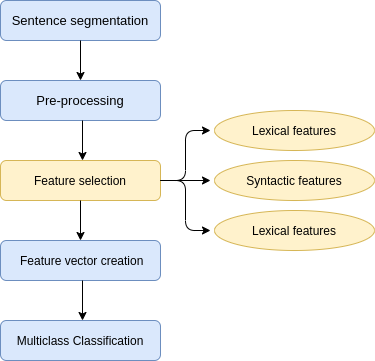 Sentence segmentation
Pre-processing
Feature selection
Lexical features
Syntactic features
Lexical features
Feature vector creation
Multiclass Classification